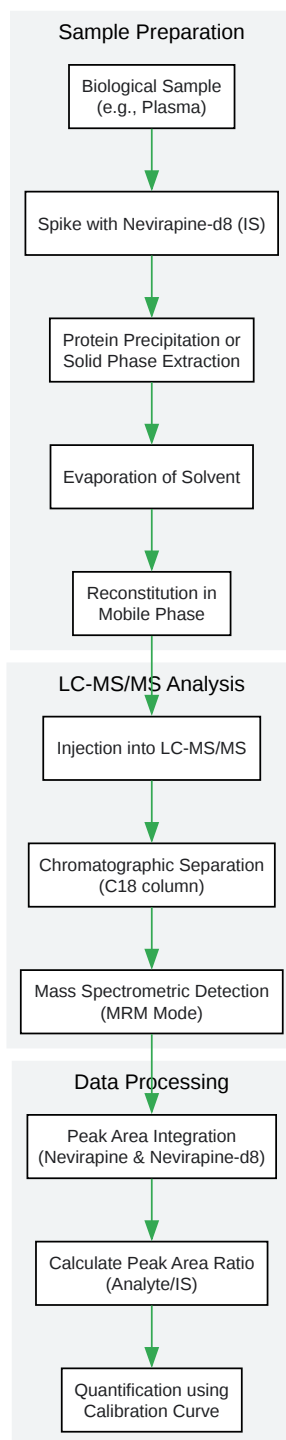 Sample Preparation
Biological Sample
(e.g., Plasma)
Spike with Nevirapine-d8 (IS)
Protein Precipitation or
Solid Phase Extraction
Evaporation of Solvent
Reconstitution in
Mobile Phase
LC-MS/MS Analysis
Injection into LC-MS/MS
Chromatographic Separation
(C18 column)
Mass Spectrometric Detection
(MRM Mode)
Data Processing
Peak Area Integration
(Nevirapine & Nevirapine-d8)
Calculate Peak Area Ratio
(Analyte/IS)
Quantification using
Calibration Curve